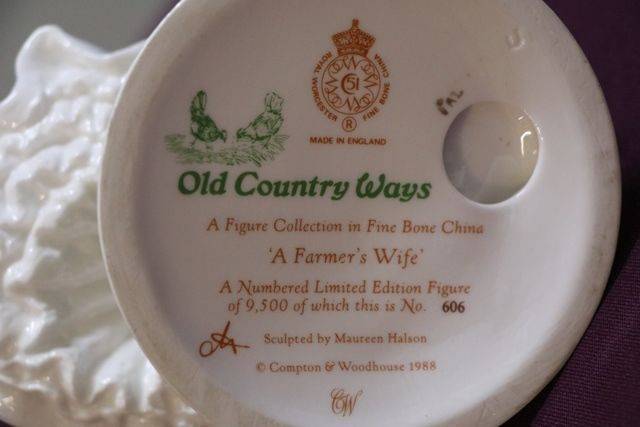 ROYAL WORCESTER FINE BONE CHINA
51
®
MADE IN ENGLAND
Old Country Ways
A Figure Collection in Fine Bone China
'A Farmer's Wife'
A Numbered Limited Edition Figure
of 9,500 of which this is No. 606
Sculpted by Maureen Halson
© Compton & Woodhouse 1988
CW